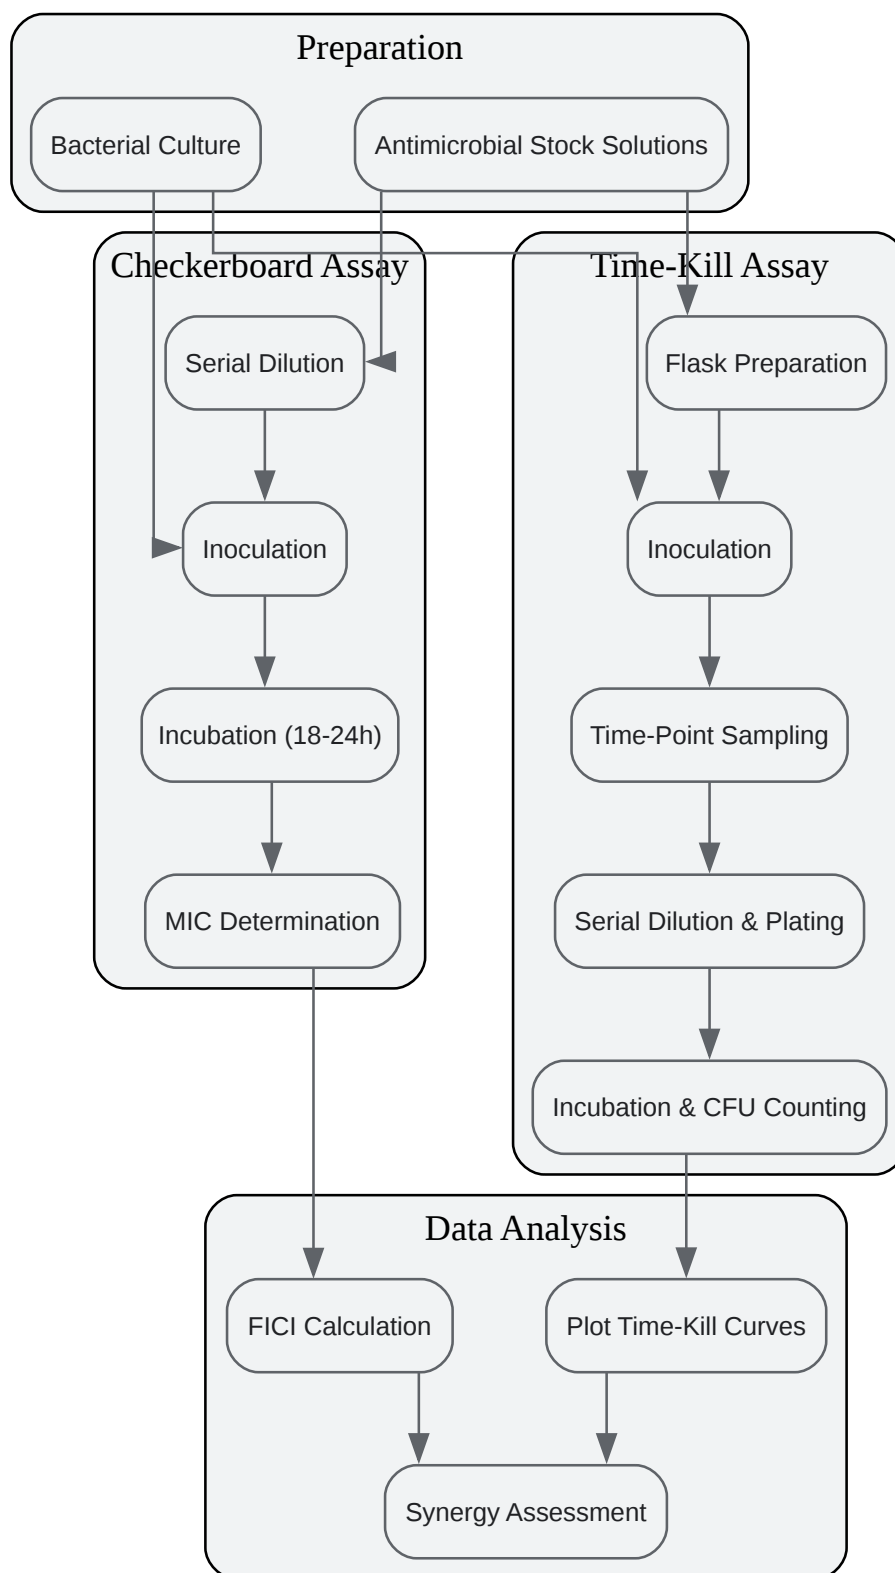 Preparation
Bacterial Culture
Antimicrobial Stock Solutions
Checkerboard Assay
Serial Dilution
Inoculation
Incubation (18-24h)
MIC Determination
Time-Kill Assay
Flask Preparation
Inoculation
Time-Point Sampling
Serial Dilution & Plating
Incubation & CFU Counting
Data Analysis
FICI Calculation
Plot Time-Kill Curves
Synergy Assessment